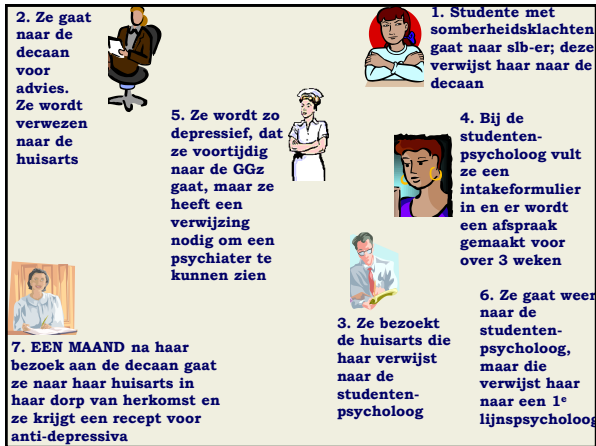 1. Studente met
somberheidsklachten
gaat naar slb-er; deze
verwijst haar naar de
decaan
2. Ze gaat
naar de
decaan
voor
advies.
Ze wordt
verwezen
naar de
huisarts
3. Ze bezoekt
de huisarts die
haar verwijst
naar de
studenten-
psycholoog
4. Bij de
studenten-
psycholoog vult
ze een
intakeformulier
in en er wordt
een afspraak
gemaakt voor
over 3 weken
5. Ze wordt zo
depressief, dat
ze voortijdig
naar de GGz
gaat, maar ze
heeft een
verwijzing
nodig om een
psychiater te
kunnen zien
6. Ze gaat weer
naar de
studenten-
psycholoog,
maar die
verwijst haar
naar een 1e
lijnspsycholoog
7. EEN MAAND na haar
bezoek aan de decaan gaat
ze naar haar huisarts in
haar dorp van herkomst en
ze krijgt een recept voor
anti-depressiva